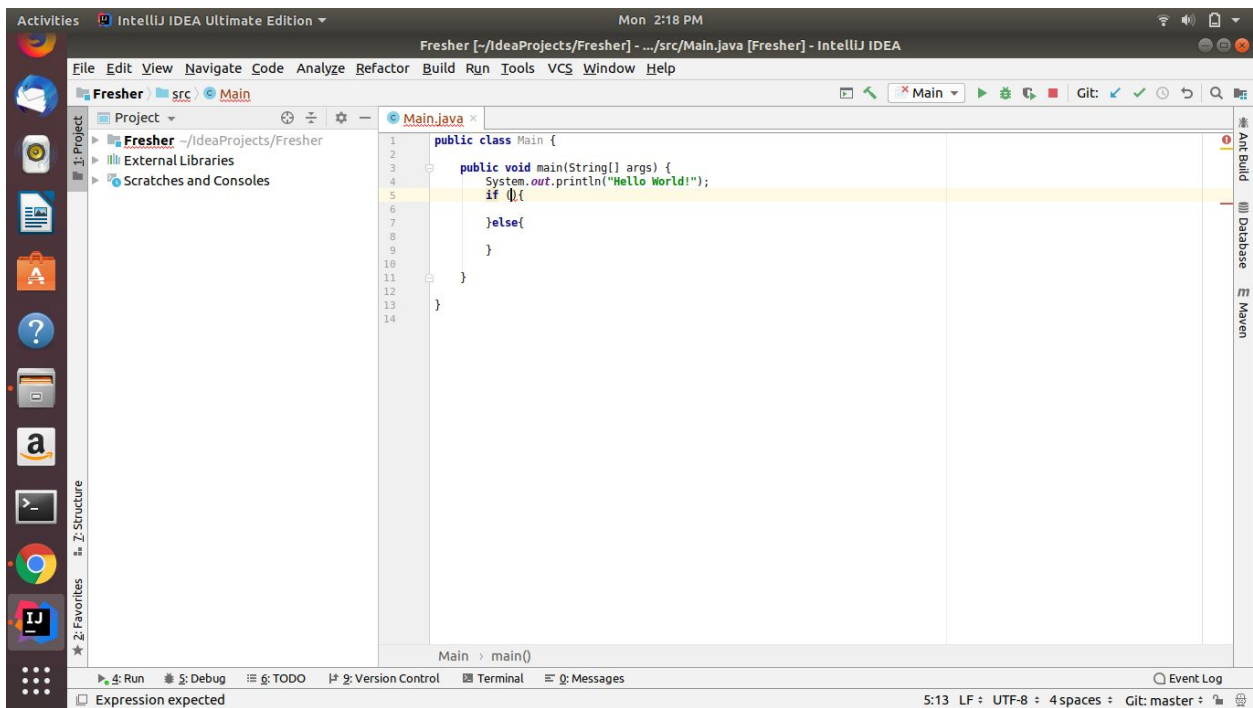 Activities IntelliJ IDEA Ultimate Edition Mon 2:18 PM
Fresher [~/IdeaProjects/Fresher] - .../src/Main.java [Fresher] - IntelliJ IDEA
File Edit View Navigate Code Analyze Refactor Build Run Tools VCS Window Help
Fresher src Main Main Git:
1: Project
Project
Main.java
Fresher ~/IdeaProjects/Fresher
External Libraries
Scratches and Consoles
1 public class Main {
2
3 public void main(String[] args) {
4 System.out.println("Hello World!");
5 if (){
6
7 }else{
8
9 }
10
11 }
12
13 }
14
Ant Build
Database
m Maven
7: Structure
2: Favorites
IJ
Main › main()
4: Run 5: Debug 6: TODO 9: Version Control Terminal 0: Messages Event Log
Expression expected 5:13 LF UTF-8 4 spaces Git: master